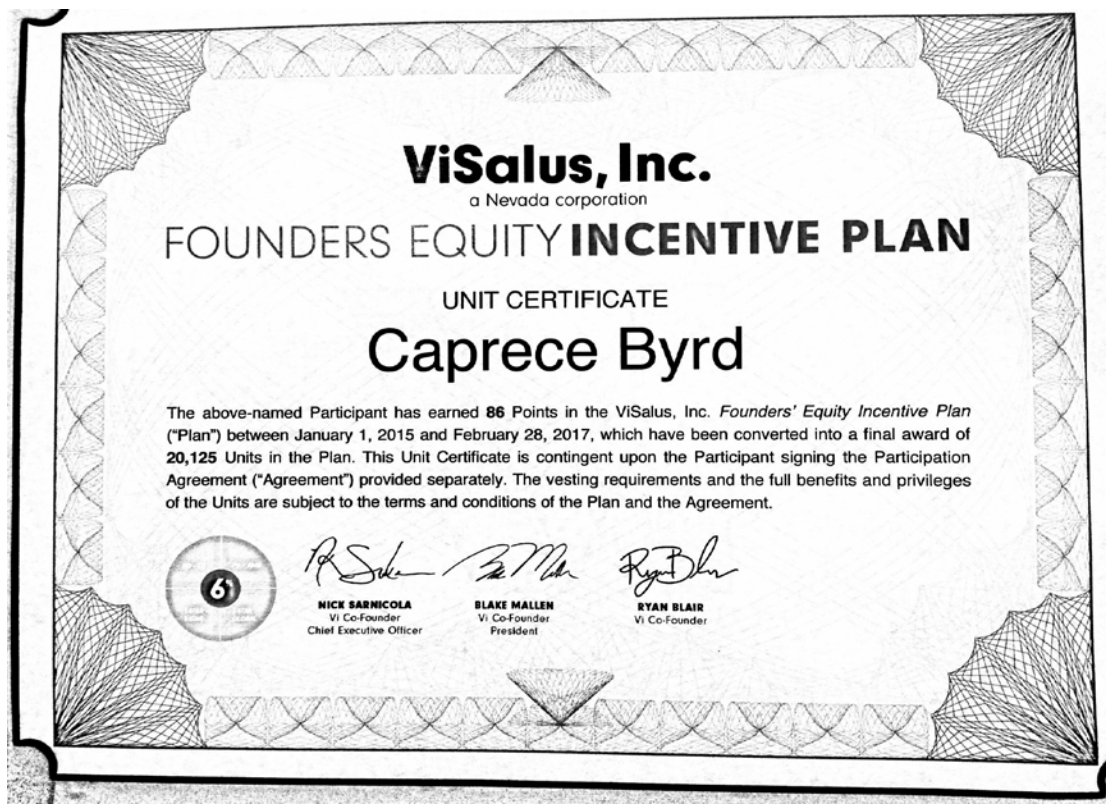 ViSalus, Inc.
a Nevada corporation
FOUNDERS EQUITY INCENTIVE PLAN
UNIT CERTIFICATE
Caprece Byrd
The above-named Participant has earned 86 Points in the ViSalus, Inc. Founders' Equity Incentive Plan
("Plan") between January 1, 2015 and February 28, 2017, which have been converted into a final award of
20,125 Units in the Plan. This Unit Certificate is contingent upon the Participant signing the Participation
Agreement ("Agreement") provided separately. The vesting requirements and the full benefits and privileges
of the Units are subject to the terms and conditions of the Plan and the Agreement.
NICK SARNICOLA
Vi Co-Founder
Chief Executive Officer
BLAKE MALLEN
Vi Co-Founder
President
RYAN BLAIR
Vi Co-Founder